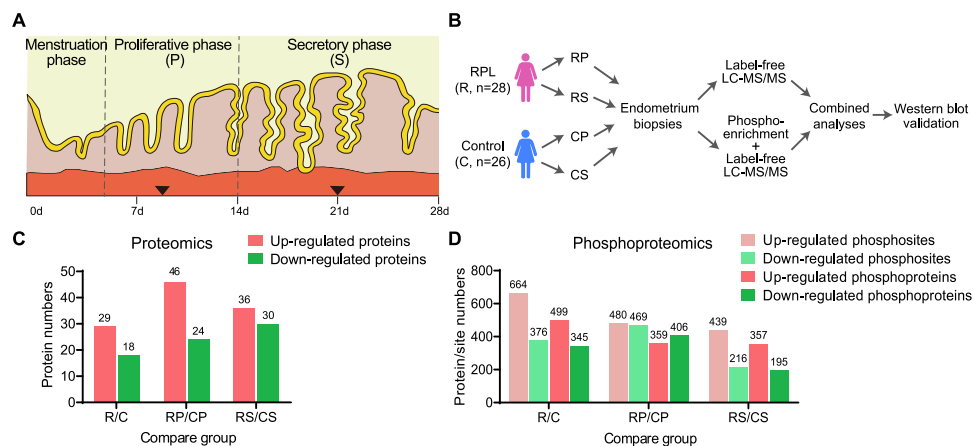 A
Menstruation
phase
Proliferative phase
(P)
Secretory phase
(S)
0d
7d
14d
21d
28d
B
RPL
(R, n=28)
Control
(C, n=26)
RP
RS
CP
CS
Endometrium
biopsies
Label-free
LC-MS/MS
Phospho-
enrichment
+
Label-free
LC-MS/MS
Combined
analyses
Western blot
validation
C
Proteomics
Up-regulated proteins
Down-regulated proteins
Protein numbers
50
40
30
20
10
0
29
18
46
24
36
30
R/C
RP/CP
RS/CS
Compare group
D
Phosphoproteomics
Up-regulated phosphosites
Down-regulated phosphosites
Up-regulated phosphoproteins
Down-regulated phosphoproteins
Protein/site numbers
800
600
400
200
0
664
376
499
345
480
469
359
406
439
216
357
195
R/C
RP/CP
RS/CS
Compare group